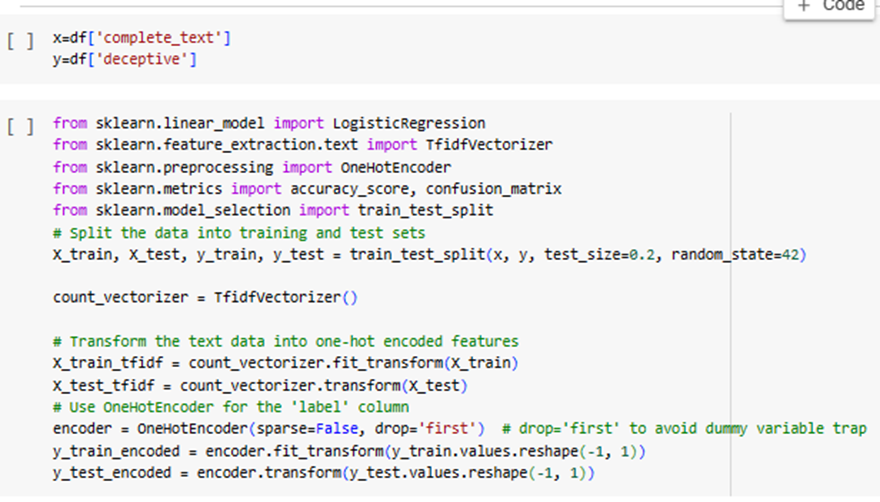 + Code
[ ] x=df['complete_text']
y=df['deceptive']
[ ] from sklearn.linear_model import LogisticRegression
from sklearn.feature_extraction.text import TfidfVectorizer
from sklearn.preprocessing import OneHotEncoder
from sklearn.metrics import accuracy_score, confusion_matrix
from sklearn.model_selection import train_test_split
# Split the data into training and test sets
X_train, X_test, y_train, y_test = train_test_split(x, y, test_size=0.2, random_state=42)
count_vectorizer = TfidfVectorizer()
# Transform the text data into one-hot encoded features
X_train_tfidf = count_vectorizer.fit_transform(X_train)
X_test_tfidf = count_vectorizer.transform(X_test)
# Use OneHotEncoder for the 'label' column
encoder = OneHotEncoder(sparse=False, drop='first')  # drop='first' to avoid dummy variable trap
y_train_encoded = encoder.fit_transform(y_train.values.reshape(-1, 1))
y_test_encoded = encoder.transform(y_test.values.reshape(-1, 1))